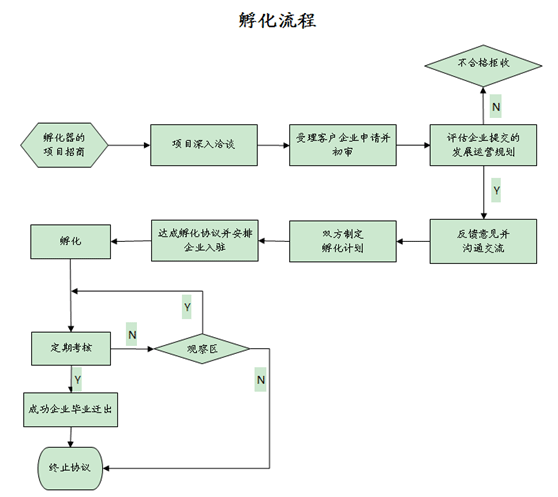 孵化流程
不合格拒收
N
孵化器的
项目招商
项目深入洽谈
受理客户企业申请并
初审
评估企业提交的
发展运营规划
Y
孵化
达成孵化协议并安排
企业入驻
双方制定
孵化计划
反馈意见并
沟通交流
Y
定期考核
N
观察区
Y
N
成功企业毕业迁出
终止协议